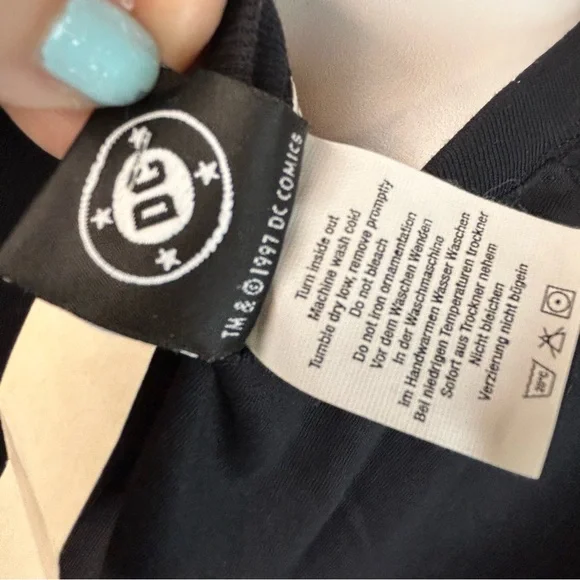 DC
TM & © 1997 DC COMICS
Turn inside out
Machine wash cold
Tumble dry low, remove promptly
Do not bleach
Do not iron ornamentation
Vor dem Waschen Wenden
In der Waschmaschine
im Handwarmen Wasser Waschen
Bei niedrigen Temperaturen trockner
Sofort aus Trockner nehem
Nicht bleichen
Verzierung nicht bügein
30°C